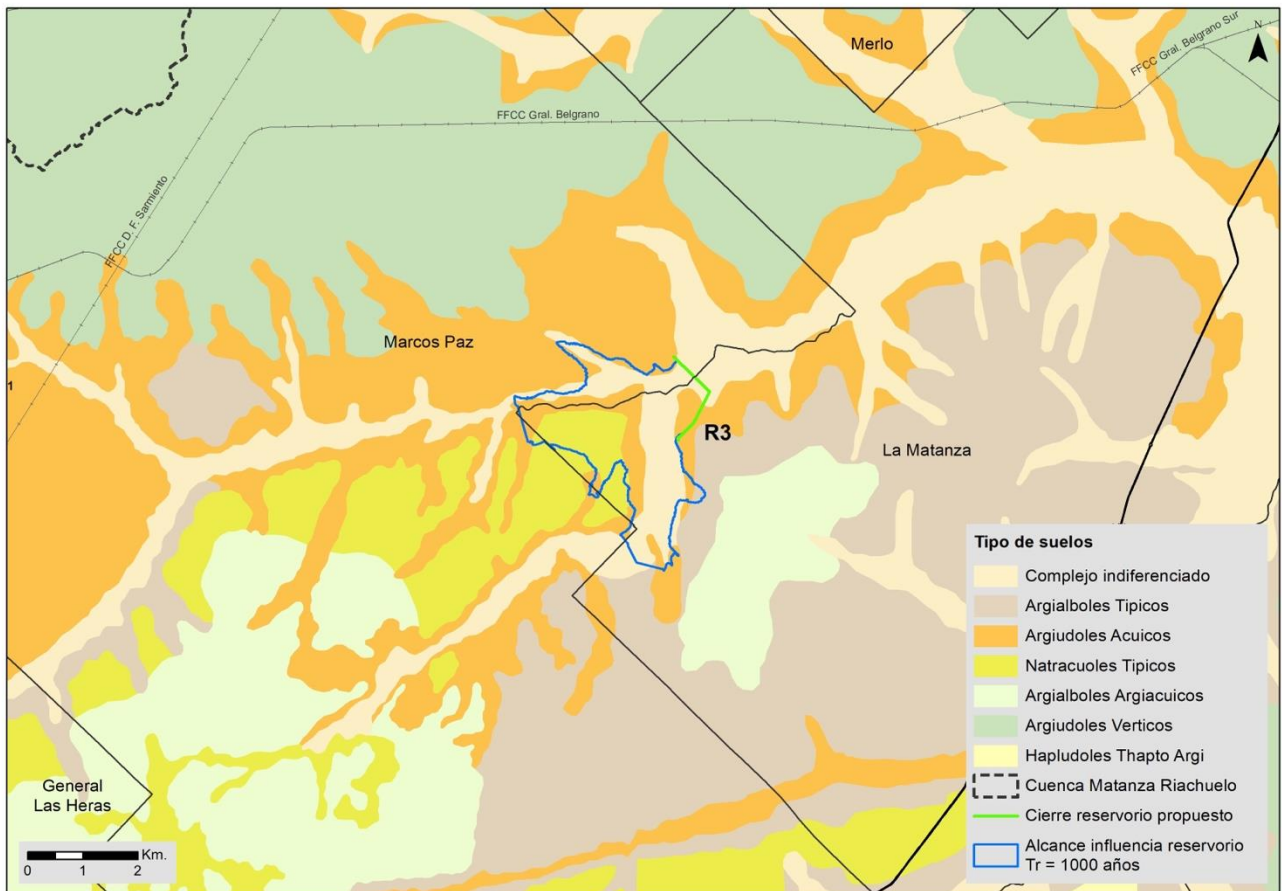 Merlo
FFCC Gral. Belgrano Sur
N
FFCC Gral. Belgrano
FFCC D. F. Sarmiento
Marcos Paz
1
R3
La Matanza
General
Las Heras
0 1 2 Km.
Tipo de suelos
Complejo indiferenciado
Argialboles Tipicos
Argiudoles Acuicos
Natracuoles Tipicos
Argialboles Argiacuicos
Argiudoles Verticos
Hapludoles Thapto Argi
Cuenca Matanza Riachuelo
Cierre reservorio propuesto
Alcance influencia reservorio
Tr = 1000 años